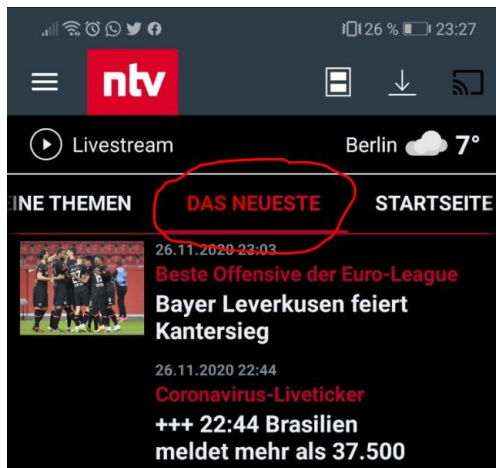 26 % 23:27
ntv
Livestream Berlin 7°
INE THEMEN DAS NEUESTE STARTSEITE
26.11.2020 23:03
Beste Offensive der Euro-League
Bayer Leverkusen feiert
Kantersieg
26.11.2020 22:44
Coronavirus-Liveticker
+++ 22:44 Brasilien
meldet mehr als 37.500